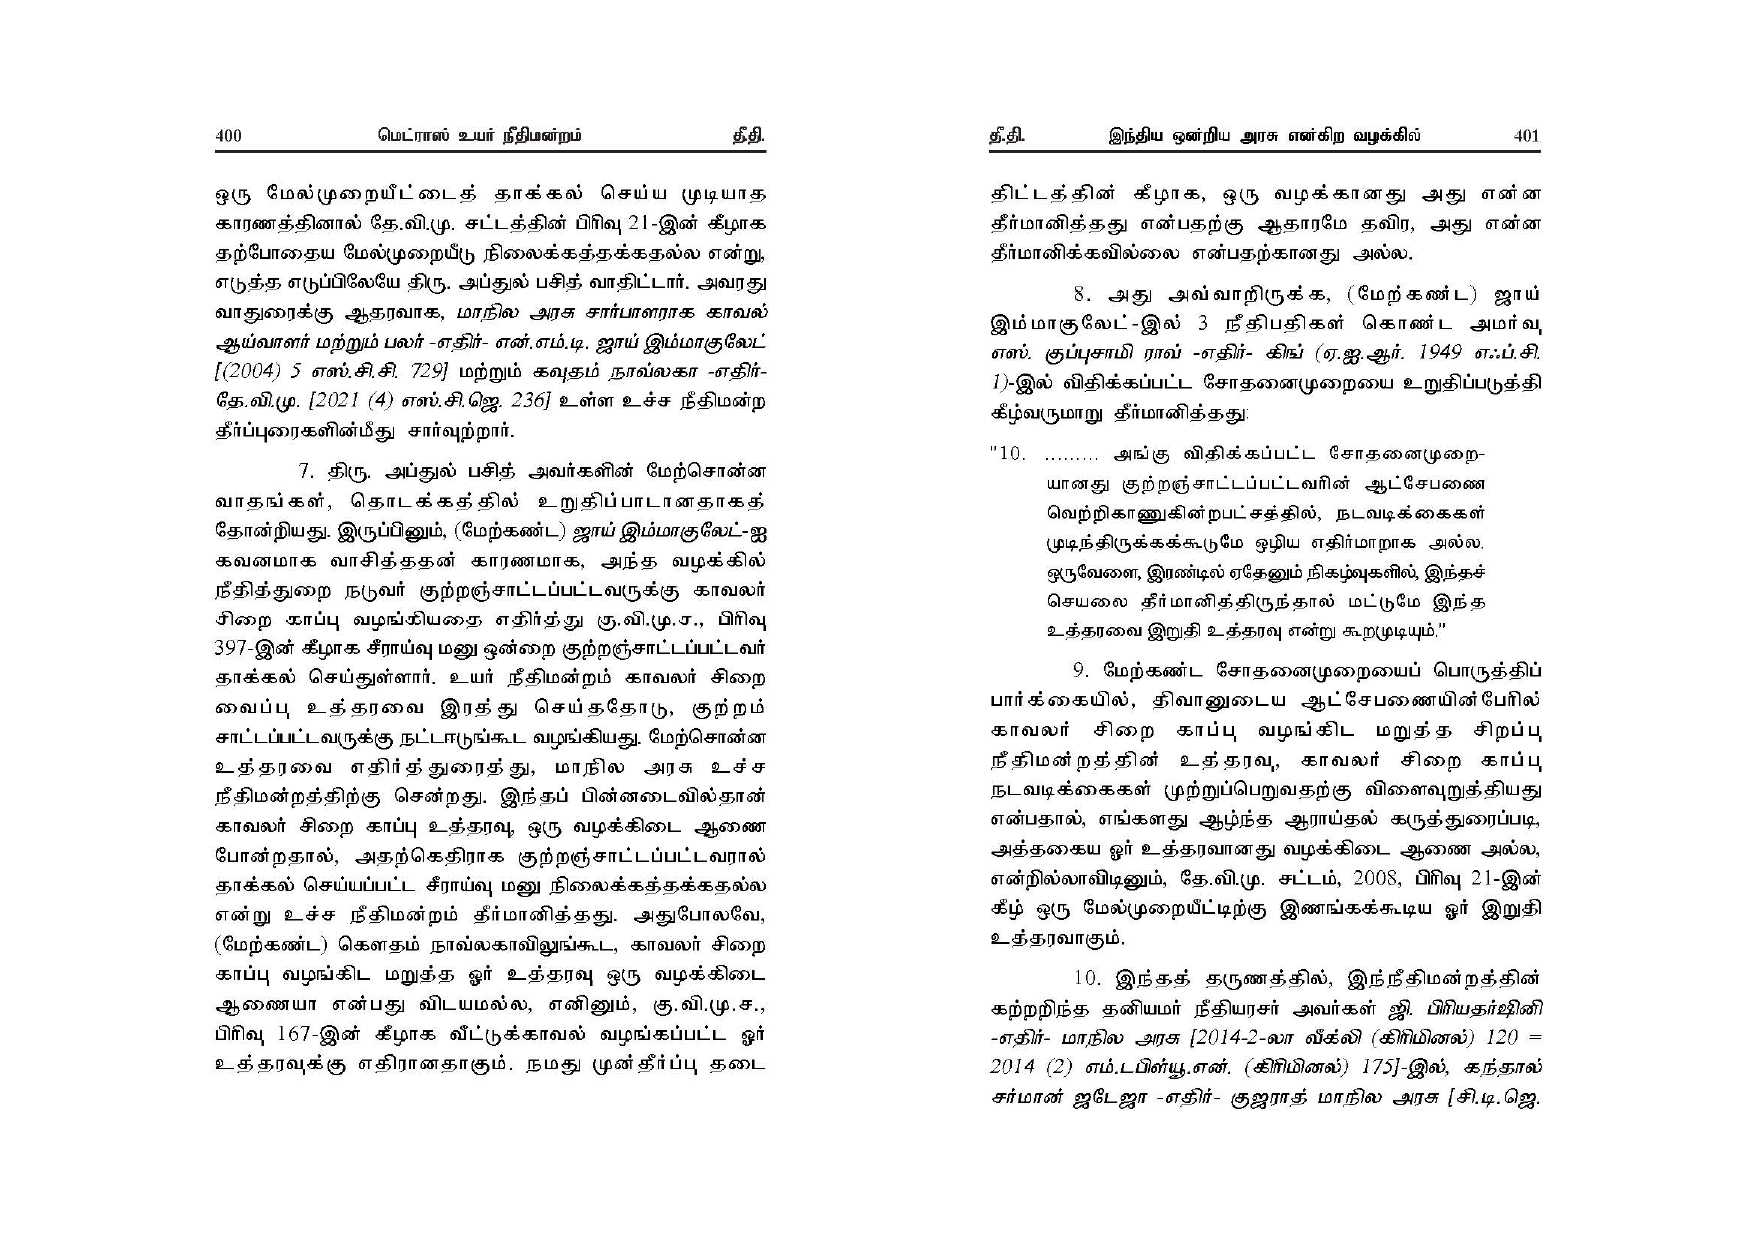 400 மெட்ராஸ் உயர் நீதிமன்றம் தீ.தி.
ஒரு மேல்முறையீட்டைத் தாக்கல் செய்ய முடியாத
காரணத்தினால் தே.வி.மு. சட்டத்தின் பிரிவு 21-இன் கீழாக
தற்போதைய மேல்முறையீடு நிலைக்கத்தக்கதல்ல என்று,
எடுத்த எடுப்பிலேயே திரு. அப்துல் பசித் வாதிட்டார். அவரது
வாதுரைக்கு ஆதரவாக, மாநில அரசு சார்பாளராக காவல்
ஆய்வாளர் மற்றும் பலர் -எதிர்- என்.எம்.டி. ஜாய் இம்மாகுலேட்
[(2004) 5 எஸ்.சி.சி. 729] மற்றும் கவுதம் நாவ்லகா -எதிர்-
தே.வி.மு. [2021 (4) எஸ்.சி.ஜெ. 236] உள்ள உச்ச நீதிமன்ற
தீர்ப்புரைகளின்மீது சார்வுற்றார்.
7. திரு. அப்துல் பசித் அவர்களின் மேற்சொன்ன
வாதங்கள், தொடக்கத்தில் உறுதிப்பாடானதாகத்
தோன்றியது. இருப்பினும், (மேற்கண்ட) ஜாய் இம்மாகுலேட்-ஐ
கவனமாக வாசித்ததன் காரணமாக, அந்த வழக்கில்
நீதித்துறை நடுவர் குற்றஞ்சாட்டப்பட்டவருக்கு காவலர்
சிறை காப்பு வழங்கியதை எதிர்த்து கு.வி.மு.ச., பிரிவு
397-இன் கீழாக சீராய்வு மனு ஒன்றை குற்றஞ்சாட்டப்பட்டவர்
தாக்கல் செய்துள்ளார். உயர் நீதிமன்றம் காவலர் சிறை
வைப்பு உத்தரவை இரத்து செய்ததோடு, குற்றம்
சாட்டப்பட்டவருக்கு நட்டஈடுங்கூட வழங்கியது. மேற்சொன்ன
உத்தரவை எதிர்த்துரைத்து, மாநில அரசு உச்ச
நீதிமன்றத்திற்கு சென்றது. இந்தப் பின்னடைவில்தான்
காவலர் சிறை காப்பு உத்தரவு, ஒரு வழக்கிடை ஆணை
போன்றதால், அதற்கெதிராக குற்றஞ்சாட்டப்பட்டவரால்
தாக்கல் செய்யப்பட்ட சீராய்வு மனு நிலைக்கத்தக்கதல்ல
என்று உச்ச நீதிமன்றம் தீர்மானித்தது. அதுபோலவே,
(மேற்கண்ட) கௌதம் நாவ்லகாவிலுங்கூட, காவலர் சிறை
காப்பு வழங்கிட மறுத்த ஓர் உத்தரவு ஒரு வழக்கிடை
ஆணையா என்பது விடயமல்ல, எனினும், கு.வி.மு.ச.,
பிரிவு 167-இன் கீழாக வீட்டுக்காவல் வழங்கப்பட்ட ஓர்
உத்தரவுக்கு எதிரானதாகும். நமது முன்தீர்ப்பு தடை
தீ.தி. இந்திய ஒன்றிய அரசு என்கிற வழக்கில் 401
திட்டத்தின் கீழாக, ஒரு வழக்கானது அது என்ன
தீர்மானித்தது என்பதற்கு ஆதாரமே தவிர, அது என்ன
தீர்மானிக்கவில்லை என்பதற்கானது அல்ல.
8. அது அவ்வாறிருக்க, (மேற்கண்ட) ஜாய்
இம்மாகுலேட்-இல் 3 நீதிபதிகள் கொண்ட அமர்வு
எஸ். குப்புசாமி ராவ் -எதிர்- கிங் (ஏ.ஐ.ஆர். 1949 எஃப்.சி.
1)-இல் விதிக்கப்பட்ட சோதனைமுறையை உறுதிப்படுத்தி
கீழ்வருமாறு தீர்மானித்தது:
"10. ......... அங்கு விதிக்கப்பட்ட சோதனைமுறை-
யானது குற்றஞ்சாட்டப்பட்டவரின் ஆட்சேபணை
வெற்றிகாணுகின்றபட்சத்தில், நடவடிக்கைகள்
முடிந்திருக்கக்கூடுமே ஒழிய எதிர்மாறாக அல்ல.
ஒருவேளை, இரண்டில் ஏதேனும் நிகழ்வுகளில், இந்தச்
செயலை தீர்மானித்திருந்தால் மட்டுமே இந்த
உத்தரவை இறுதி உத்தரவு என்று கூறமுடியும்."
9. மேற்கண்ட சோதனைமுறையைப் பொருத்திப்
பார்க்கையில், திவானுடைய ஆட்சேபணையின்பேரில்
காவலர் சிறை காப்பு வழங்கிட மறுத்த சிறப்பு
நீதிமன்றத்தின் உத்தரவு, காவலர் சிறை காப்பு
நடவடிக்கைகள் முற்றுப்பெறுவதற்கு விளைவுறுத்தியது
என்பதால், எங்களது ஆழ்ந்த ஆராய்தல் கருத்துரைப்படி,
அத்தகைய ஓர் உத்தரவானது வழக்கிடை ஆணை அல்ல,
என்றில்லாவிடினும், தே.வி.மு. சட்டம், 2008, பிரிவு 21-இன்
கீழ் ஒரு மேல்முறையீட்டிற்கு இணங்கக்கூடிய ஓர் இறுதி
உத்தரவாகும்.
10. இந்தத் தருணத்தில், இந்நீதிமன்றத்தின்
கற்றறிந்த தனியமர் நீதியரசர் அவர்கள் ஜி. பிரியதர்ஷினி
-எதிர்- மாநில அரசு [2014-2-லா வீக்லி (கிரிமினல்) 120 =
2014 (2) எம்.டபிள்யூ.என். (கிரிமினல்) 175]-இல், கந்தால்
சர்மான் ஜடேஜா -எதிர்- குஜராத் மாநில அரசு [சி.டி.ஜெ.